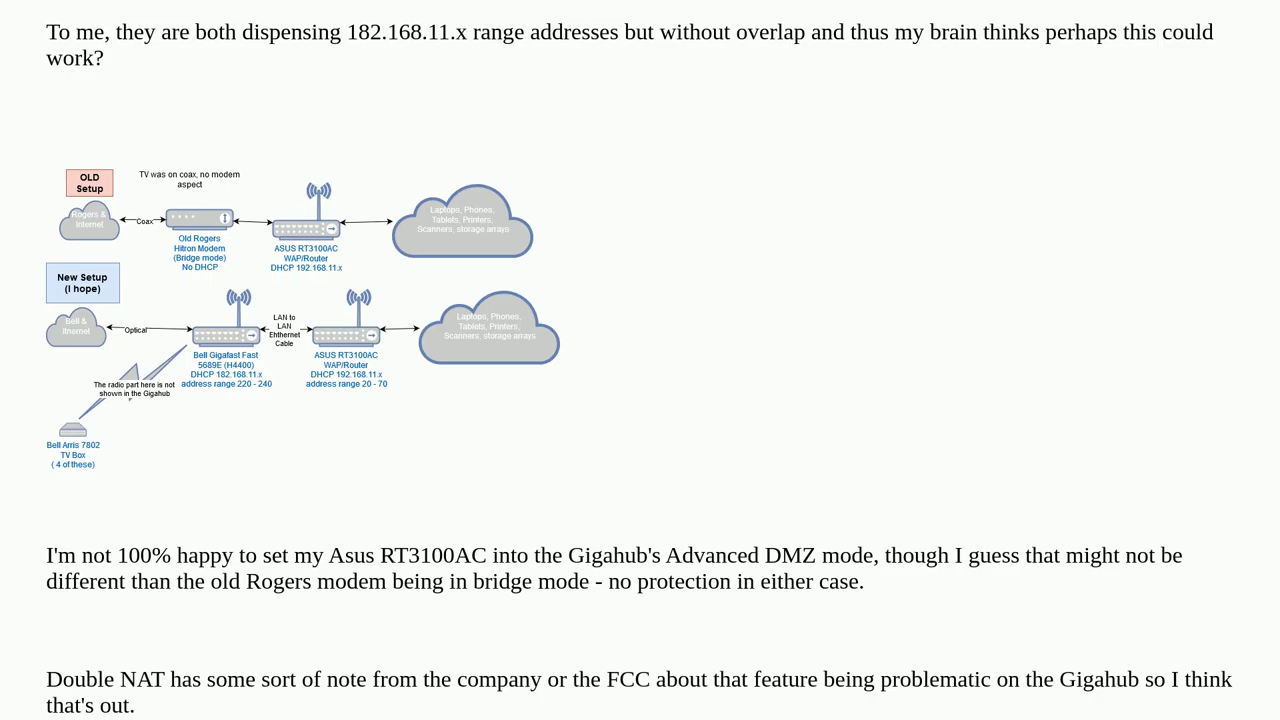 To me, they are both dispensing 182.168.11.x range addresses but without overlap and thus my brain thinks perhaps this could
work?
OLD
Setup
TV was on coax, no modem
aspect
Rogers &
Internet
Coax
Old Rogers
Hitron Modem
(Bridge mode)
No DHCP
ASUS RT3100AC
WAP/Router
DHCP 192.168.11.x
Laptops, Phones,
Tablets, Printers,
Scanners, storage arrays
New Setup
(I hope)
Bell &
Itnernet
Optical
Bell Gigafast Fast
5689E (H4400)
DHCP 182.168.11.x
address range 220 - 240
LAN to
LAN
Ehthernet
Cable
ASUS RT3100AC
WAP/Router
DHCP 192.168.11.x
address range 20 - 70
Laptops, Phones,
Tablets, Printers,
Scanners, storage arrays
The radio part here is not
shown in the Gigahub
Bell Arris 7802
TV Box
( 4 of these)
I'm not 100% happy to set my Asus RT3100AC into the Gigahub's Advanced DMZ mode, though I guess that might not be
different than the old Rogers modem being in bridge mode - no protection in either case.
Double NAT has some sort of note from the company or the FCC about that feature being problematic on the Gigahub so I think
that's out.